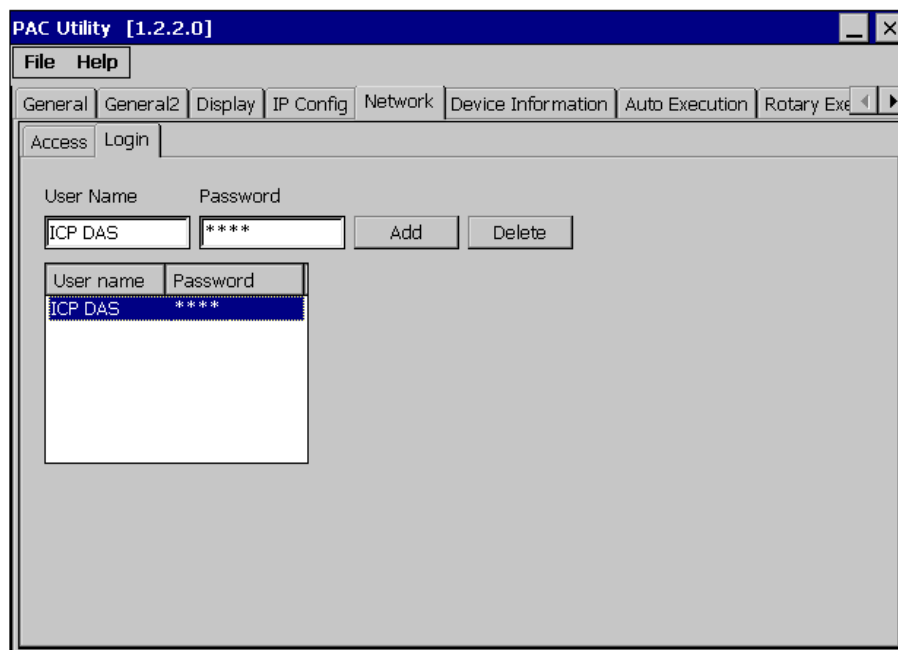 PAC Utility [1.2.2.0]
File Help
General General2 Display IP Config Network Device Information Auto Execution Rotary Exe
Access Login
User Name Password
ICP DAS **** Add Delete
User name Password
ICP DAS ****